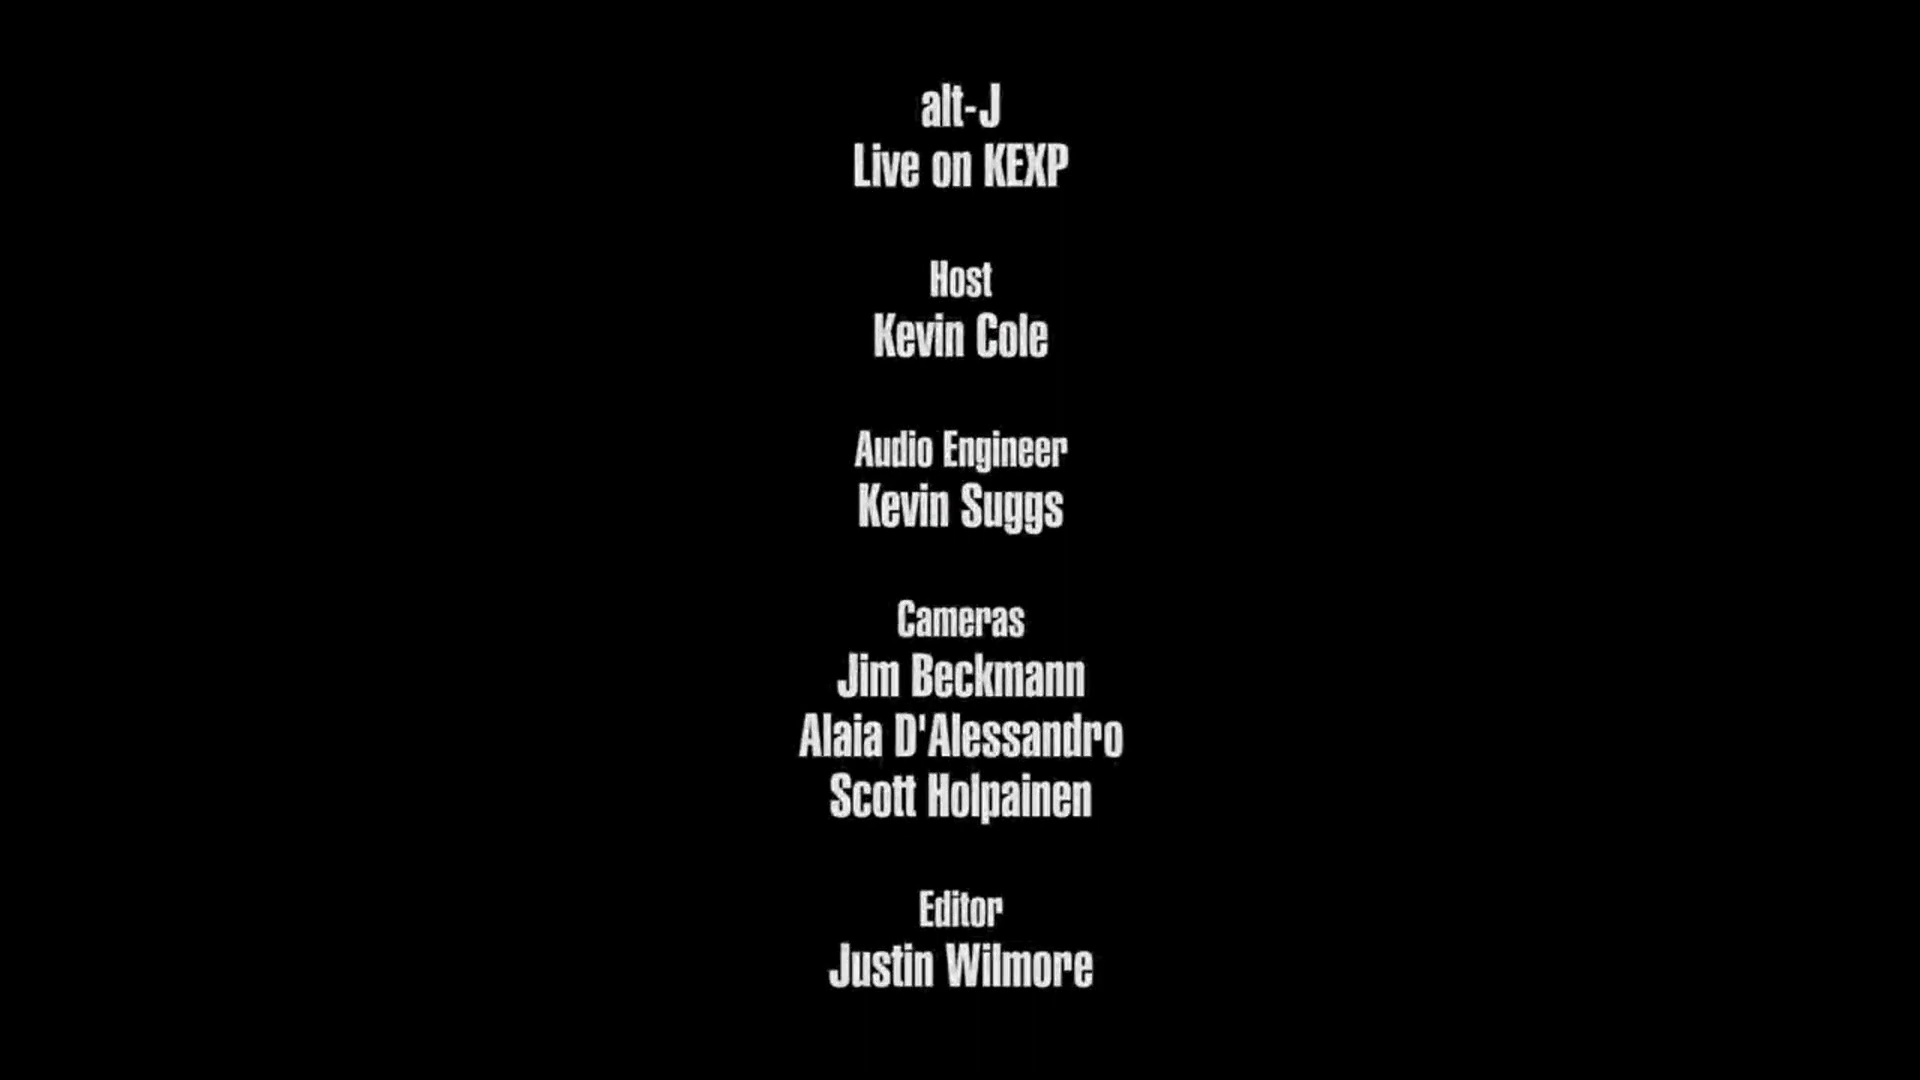 alt-J
Live on KEXP
Host
Kevin Cole
Audio Engineer
Kevin Suggs
Cameras
Jim Beckmann
Alaia D'Alessandro
Scott Holpainen
Editor
Justin Wilmore